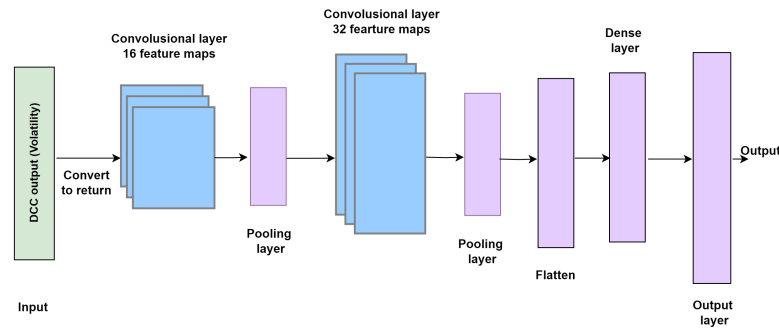 Convolusional layer
16 feature maps
Convolusional layer
32 fearture maps
Dense
layer
DCC output (Volatility)
Convert
to return
Output
Pooling
layer
Pooling
layer
Flatten
Input
Output
layer